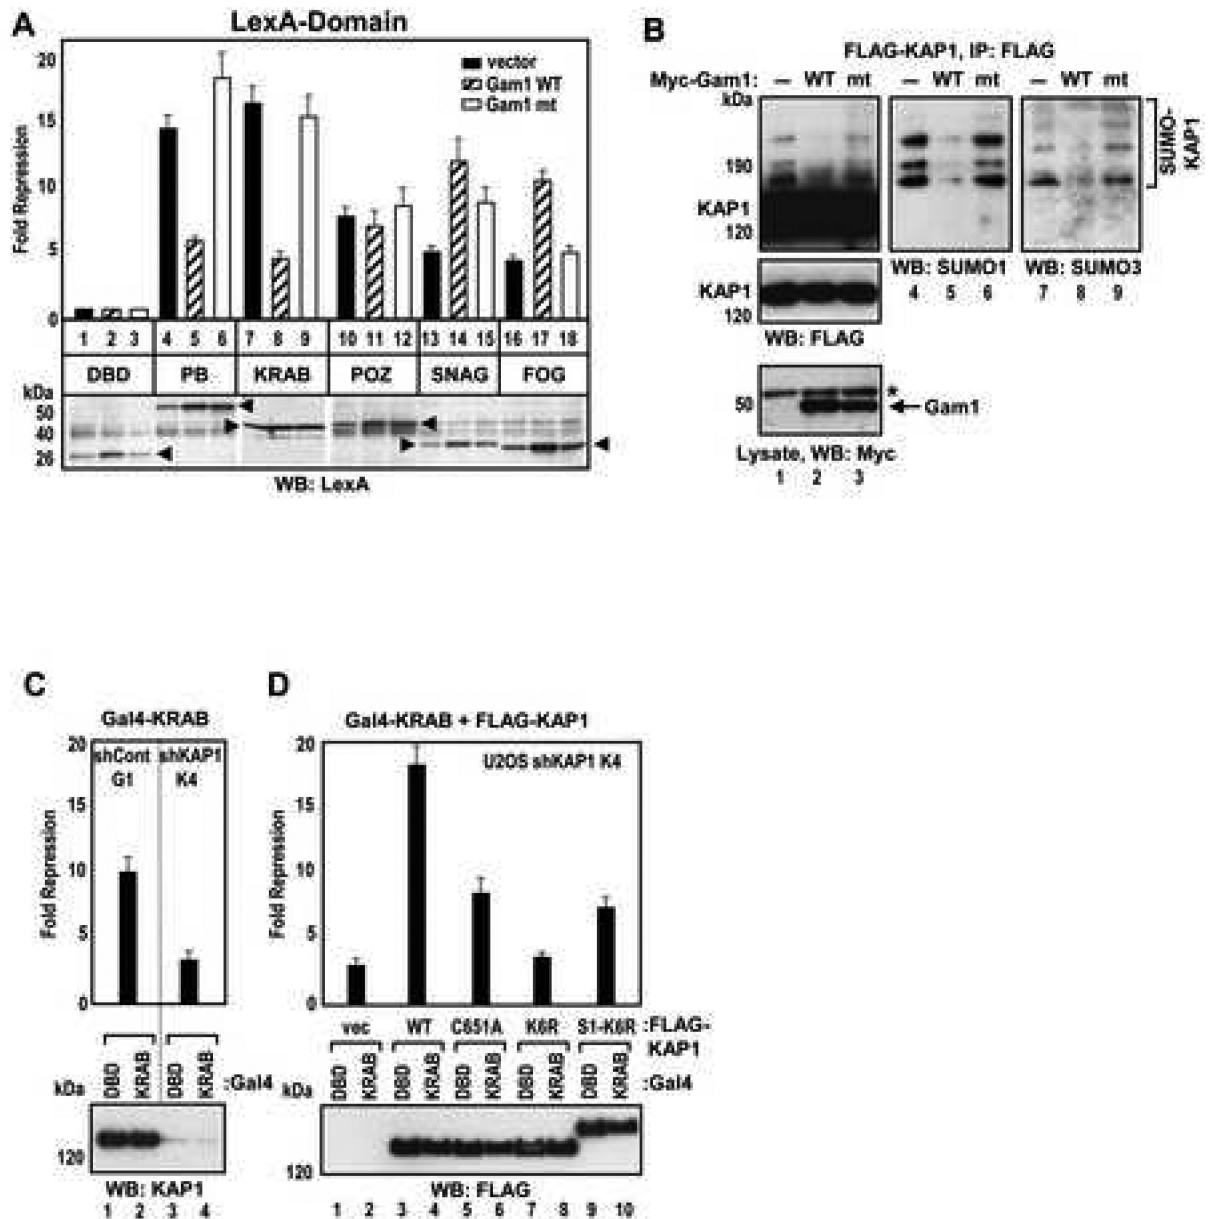 A
LexA-Domain
Fold Repression
20
15
10
5
0
vector
Gam1 WT
Gam1 mt
1 2 3 4 5 6 7 8 9 10 11 12 13 14 15 16 17 18
DBD PB KRAB POZ SNAG FOG
kDa
50
40
26
WB: LexA
B
FLAG-KAP1, IP: FLAG
Myc-Gam1: – WT mt – WT mt – WT mt
kDa
190
KAP1
120
SUMO-
KAP1
WB: SUMO1 WB: SUMO3
4 5 6 7 8 9
KAP1
120
WB: FLAG
50
*
Gam1
Lysate, WB: Myc
1 2 3
C
Gal4-KRAB
Fold Repression
20
15
10
5
0
shCont shKAP1
G1 K4
DBD KRAB DBD KRAB :Gal4
kDa
120
WB: KAP1
1 2 3 4
D
Gal4-KRAB + FLAG-KAP1
Fold Repression
20
15
10
5
0
U2OS shKAP1 K4
vec WT C651A K6R S1-K6R :FLAG-
KAP1
DBD KRAB DBD KRAB DBD KRAB DBD KRAB DBD KRAB :Gal4
kDa
120
WB: FLAG
1 2 3 4 5 6 7 8 9 10